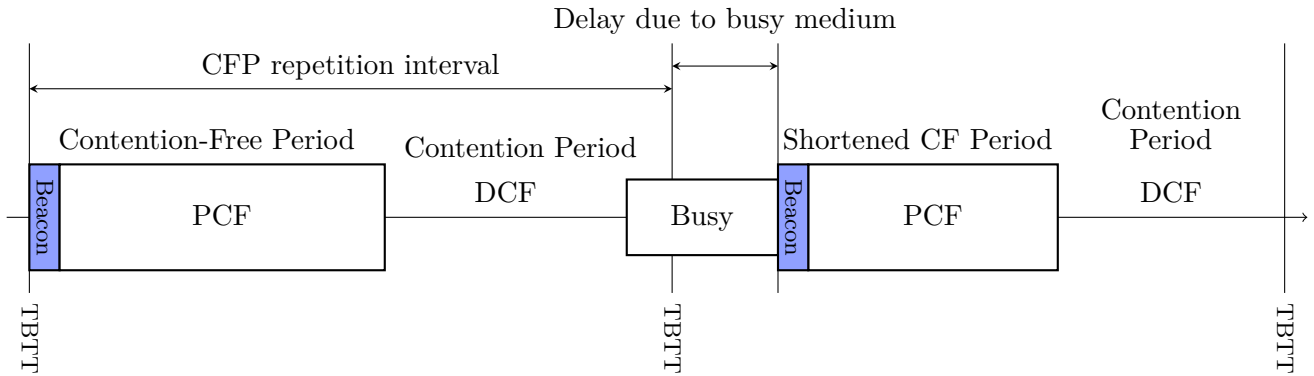 Delay due to busy medium
CFP repetition interval
Contention-Free Period
Contention Period
Shortened CF Period
Contention
Period
Beacon
PCF
DCF
Busy
Beacon
PCF
DCF
TBTT
TBTT
TBTT